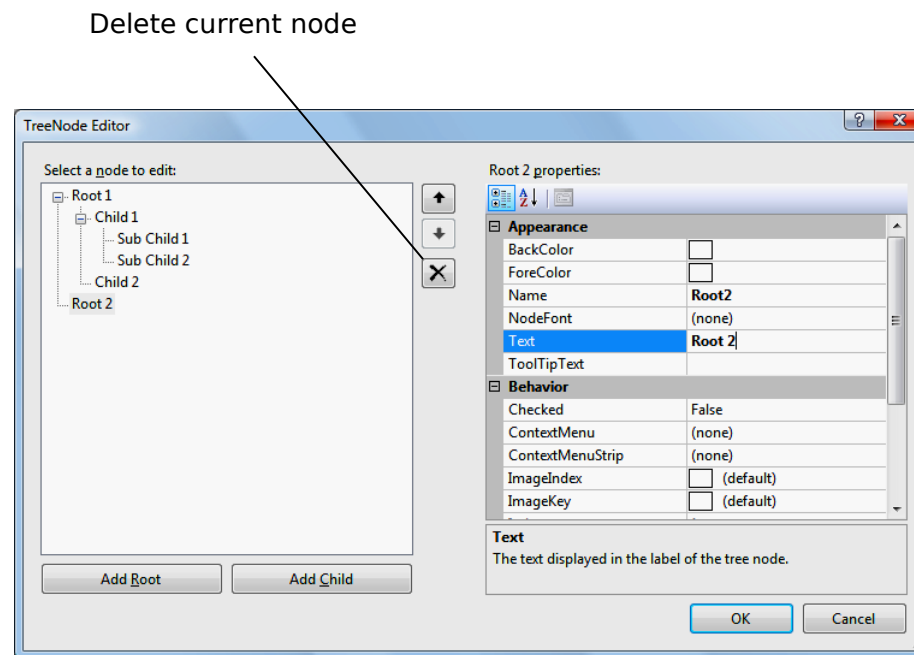 Delete current node
TreeNode Editor
Select a node to edit:
Root 1
Child 1
Sub Child 1
Sub Child 2
Child 2
Root 2
Add Root
Add Child
Root 2 properties:
Appearance
BackColor
ForeColor
Name Root2
NodeFont (none)
Text Root 2
ToolTipText
Behavior
Checked False
ContextMenu (none)
ContextMenuStrip (none)
ImageIndex (default)
ImageKey (default)
Text
The text displayed in the label of the tree node.
OK
Cancel